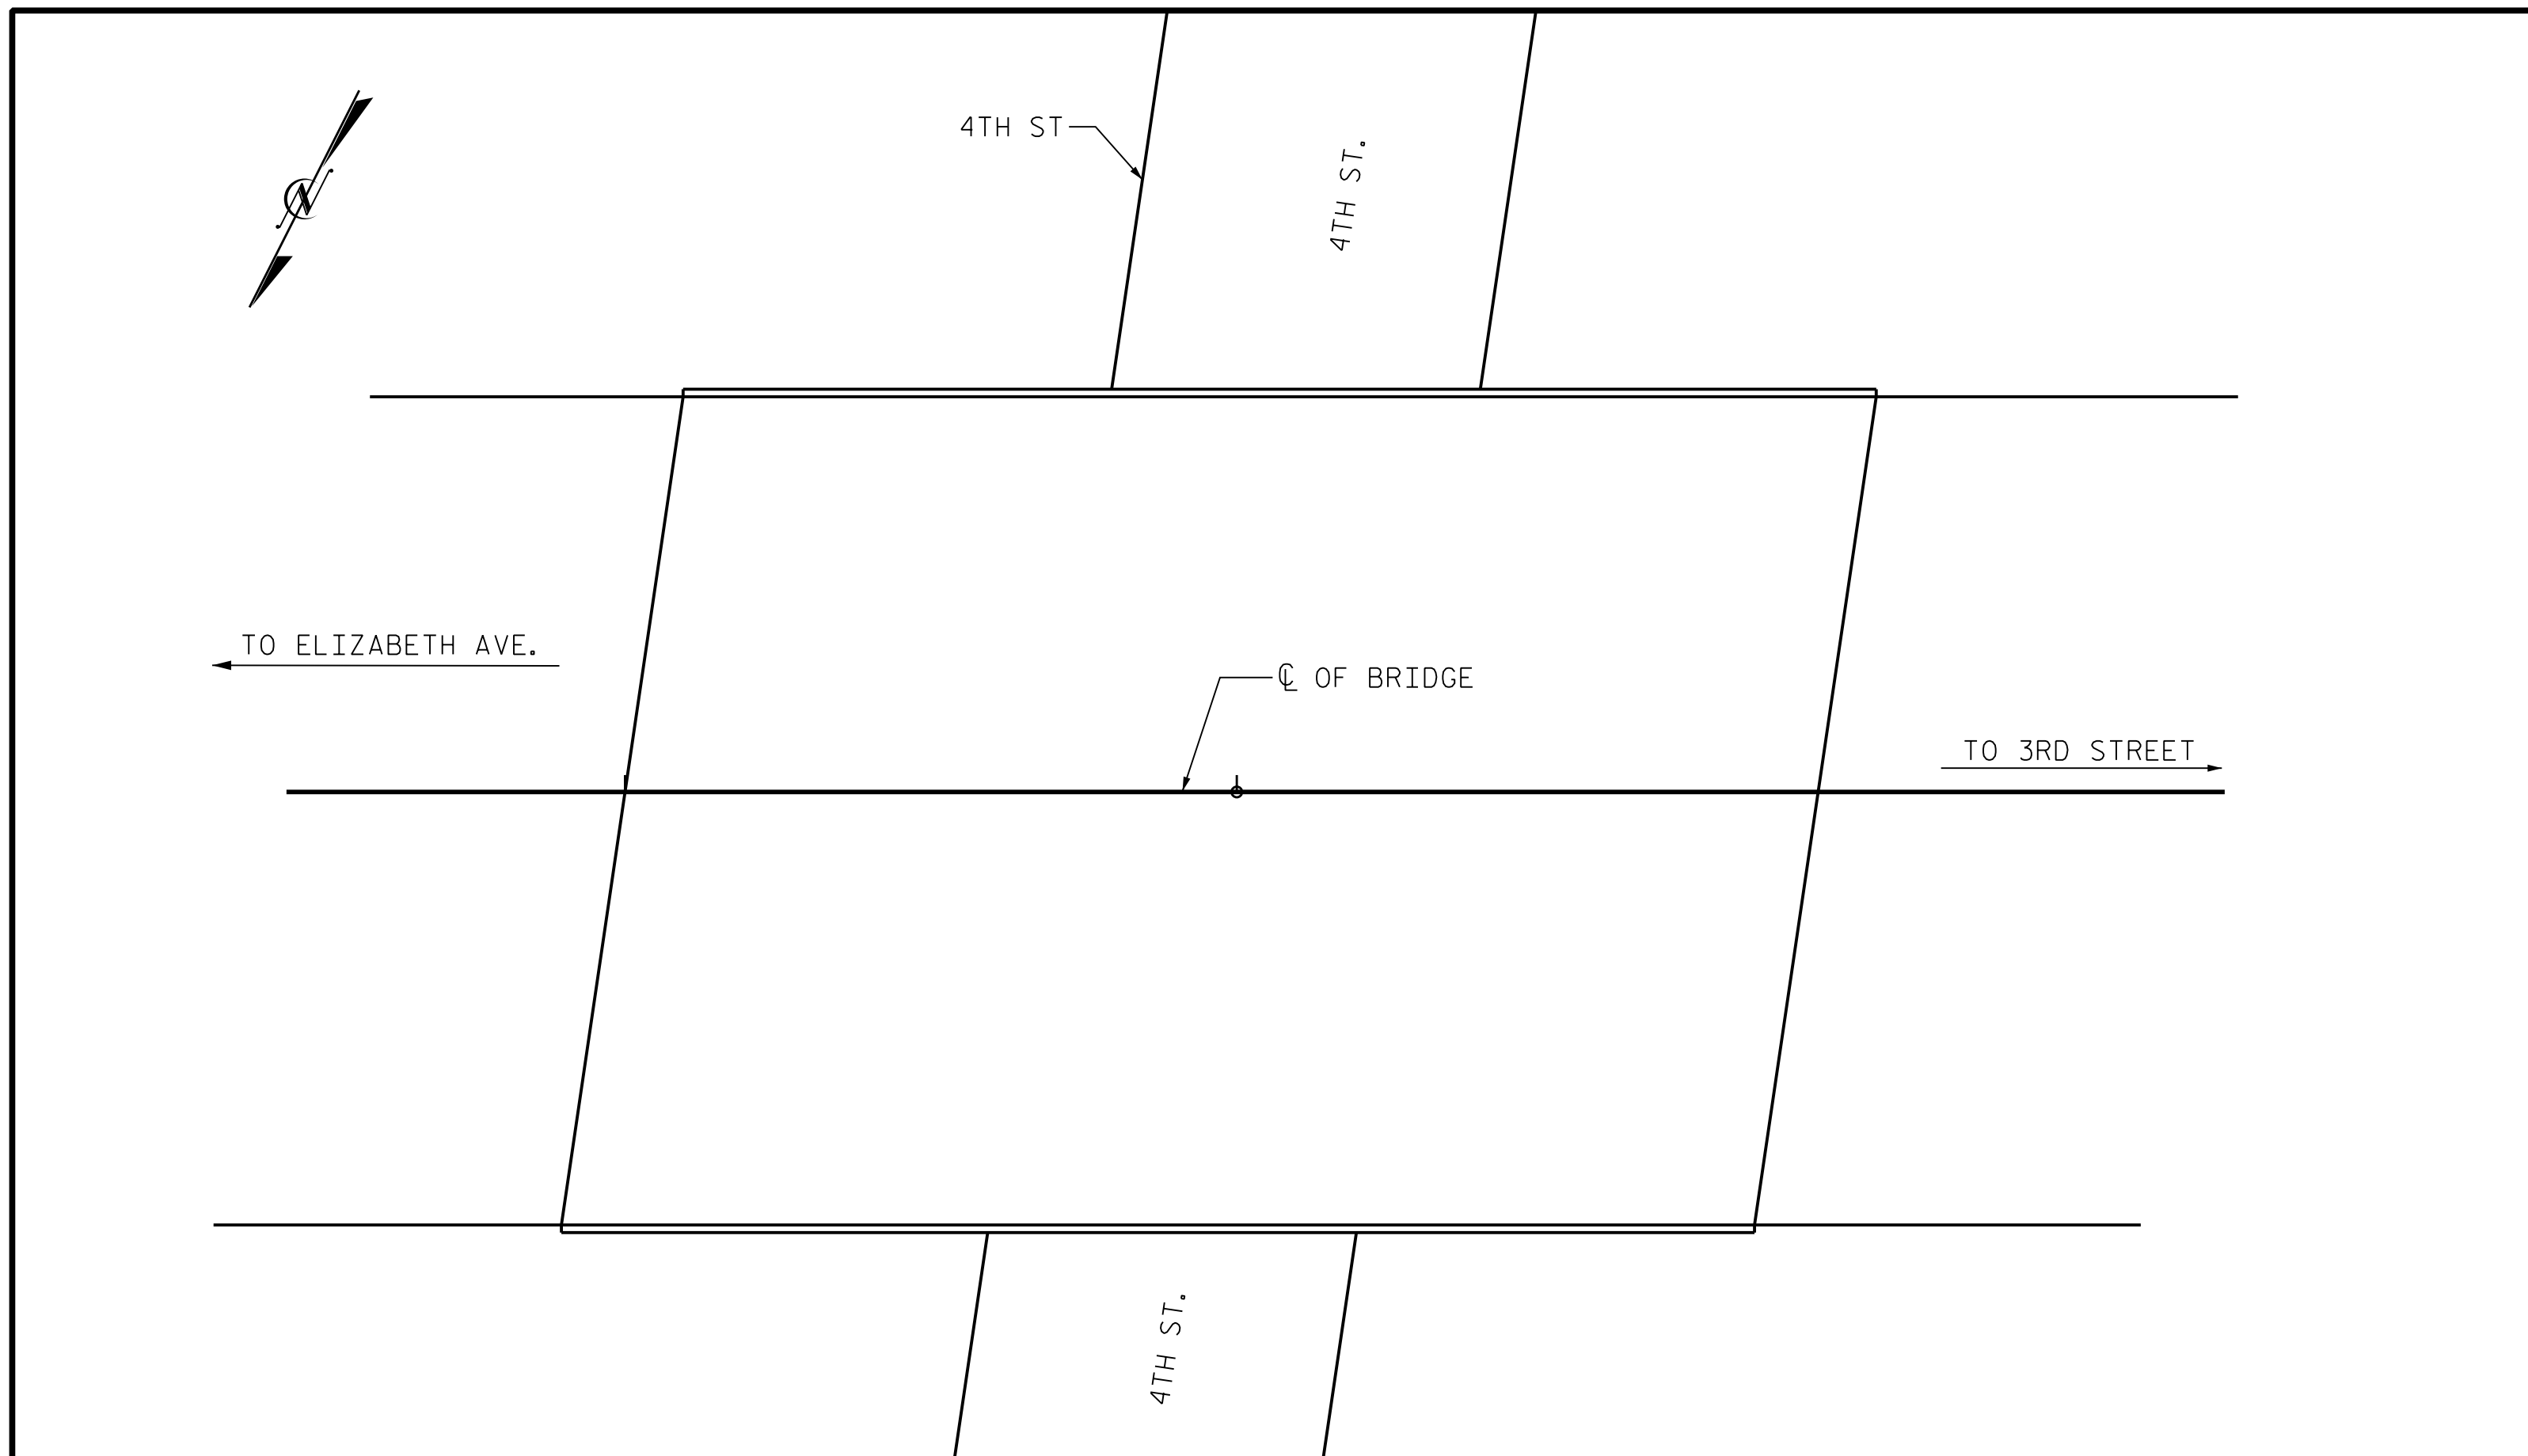 4TH ST
4TH ST.
N
TO ELIZABETH AVE.
℄ OF BRIDGE
TO 3RD STREET
4TH ST.